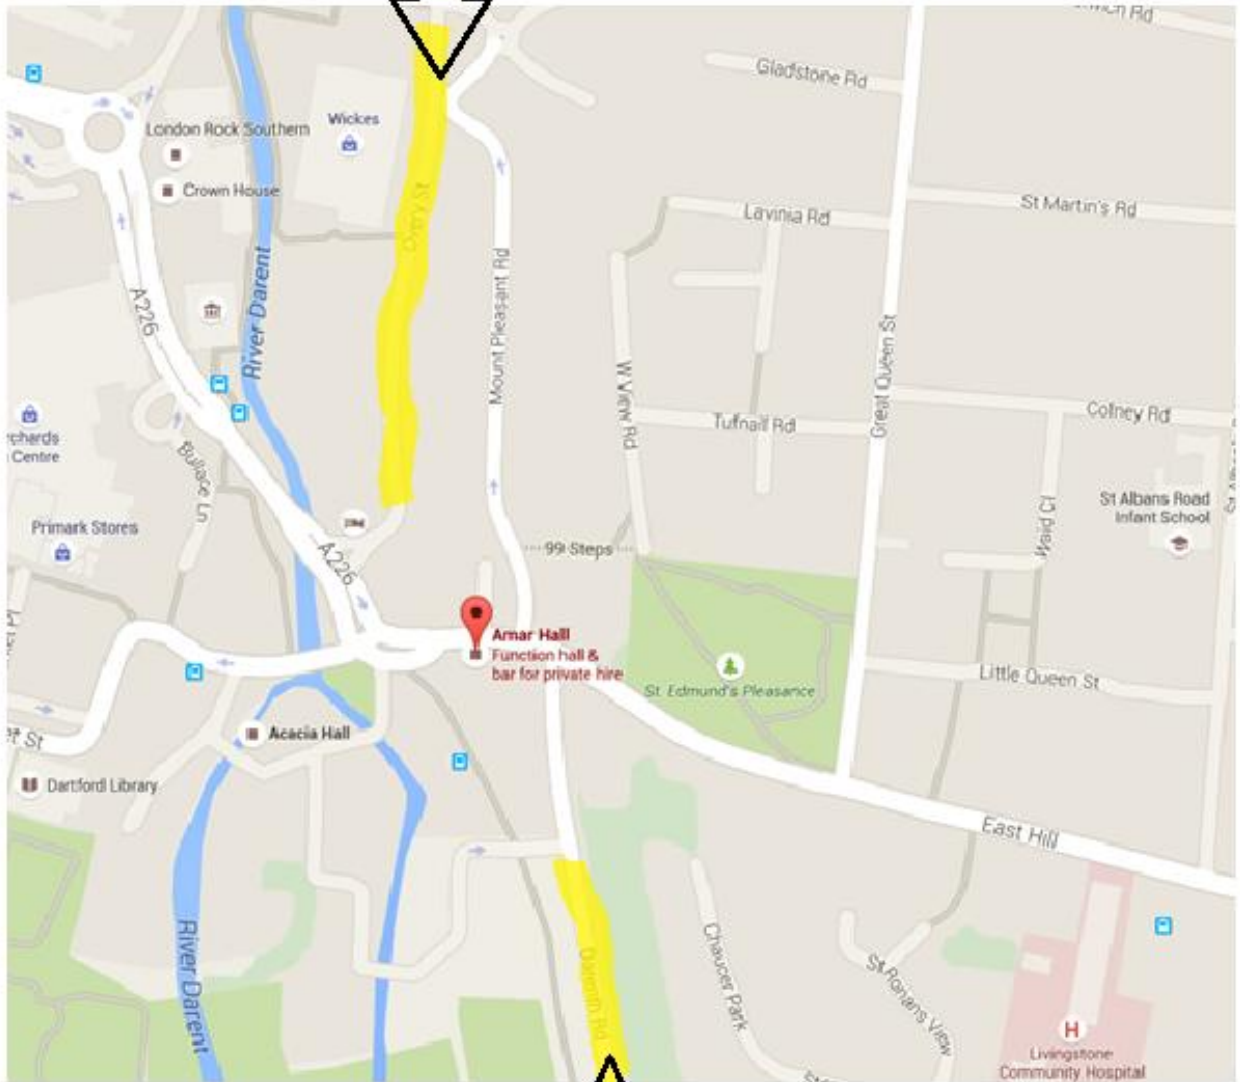 Gladstone Rd
London Rock Southern
Wickes
Crown House
St Martin's Rd
Lavinia Rd
River Darent
A226
Mount Pleasant Rd
Great Queen St
W View Rd
Tufnail Rd
Colney Rd
Centre
Bullace Ln
St Albans Road
Infant School
Primark Stores
Waid Cl
99 Steps
A226
Amar Hall
Function hall &
bar for private hire
Little Queen St
St. Edmund's Pleasance
Acacia Hall
St
Dartford Library
East Hill
River Darent
Chaucer Park
St Ronans View
H
Livingstone
Community Hospital